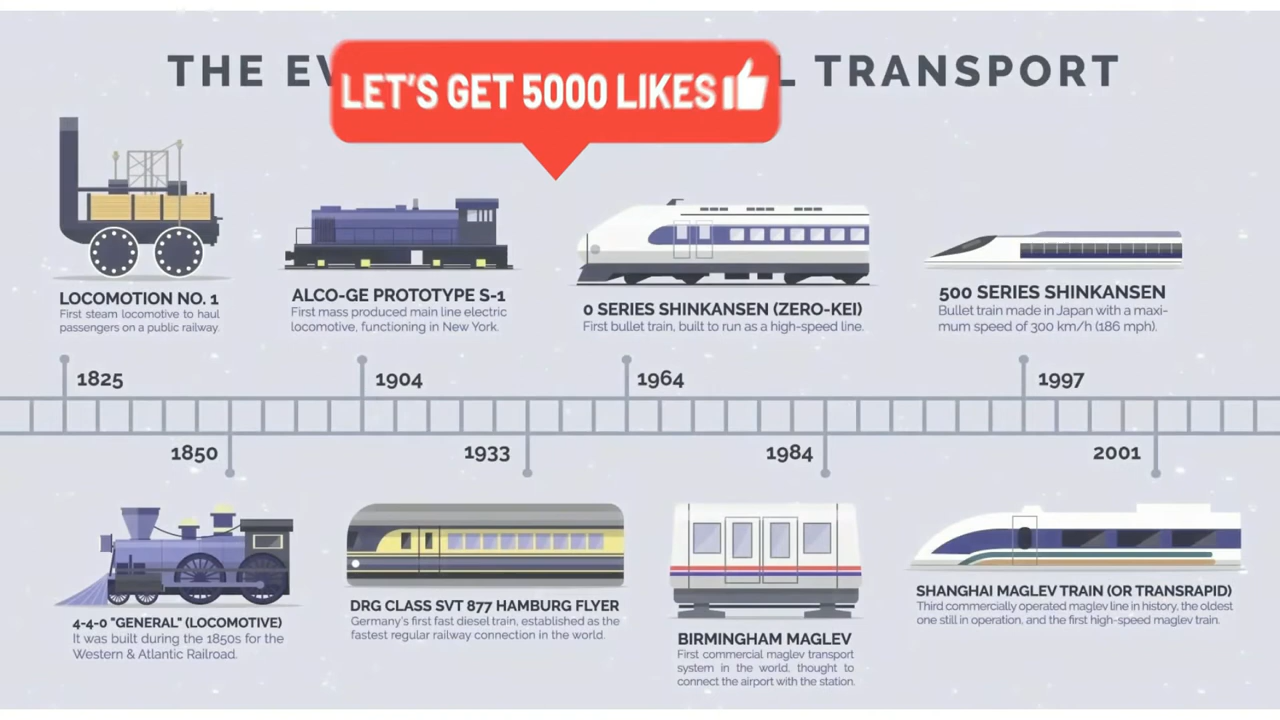 THE EV
L TRANSPORT
LET'S GET 5000 LIKES
LOCOMOTION NO. 1
First steam locomotive to haul
passengers on a public railway.
ALCO-GE PROTOTYPE S-1
First mass produced main line electric
locomotive, functioning in New York.
0 SERIES SHINKANSEN (ZERO-KEI)
First bullet train, built to run as a high-speed line.
500 SERIES SHINKANSEN
Bullet train made in Japan with a maxi-
mum speed of 300 km/h (186 mph).
1825
1904
1964
1997
1850
1933
1984
2001
4-4-0 "GENERAL" (LOCOMOTIVE)
It was built during the 1850s for the
Western & Atlantic Railroad.
DRG CLASS SVT 877 HAMBURG FLYER
Germany's first fast diesel train, established as the
fastest regular railway connection in the world.
BIRMINGHAM MAGLEV
First commercial maglev transport
system in the world, thought to
connect the airport with the station.
SHANGHAI MAGLEV TRAIN (OR TRANSRAPID)
Third commercially operated maglev line in history, the oldest
one still in operation, and the first high-speed maglev train.